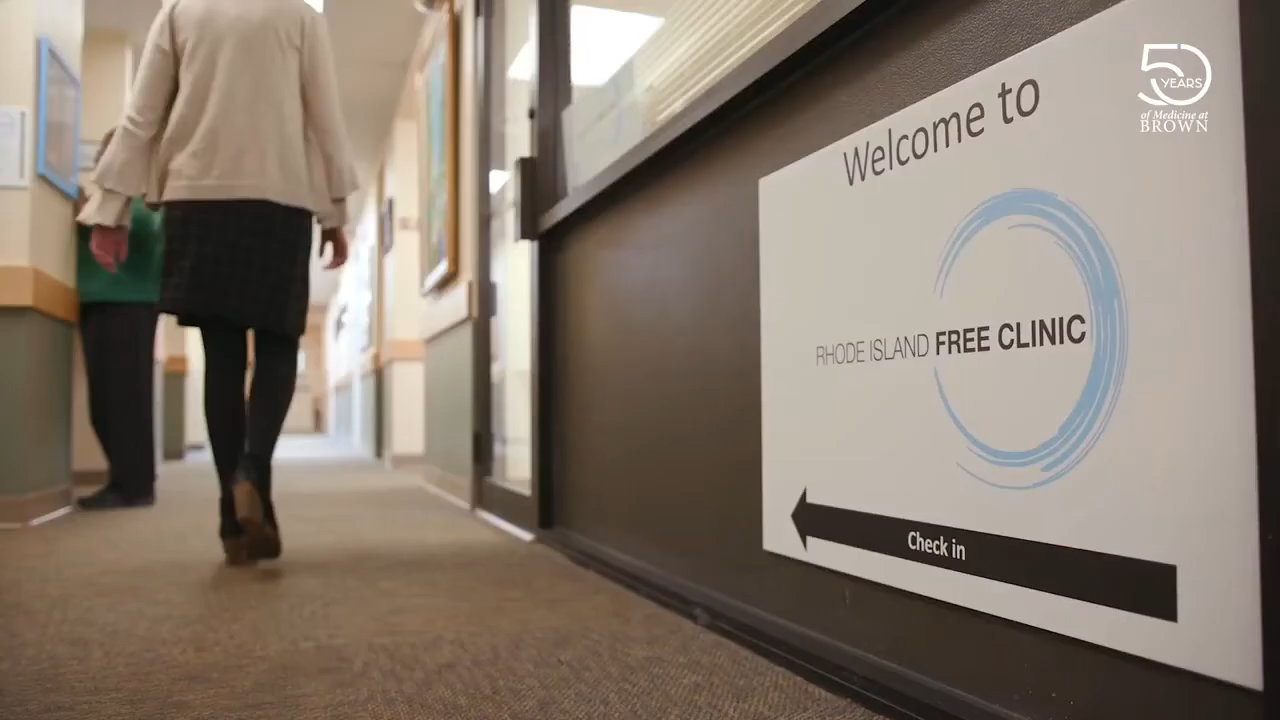 Welcome to
RHODE ISLAND FREE CLINIC
Check in
50
YEARS
of Medicine at
BROWN